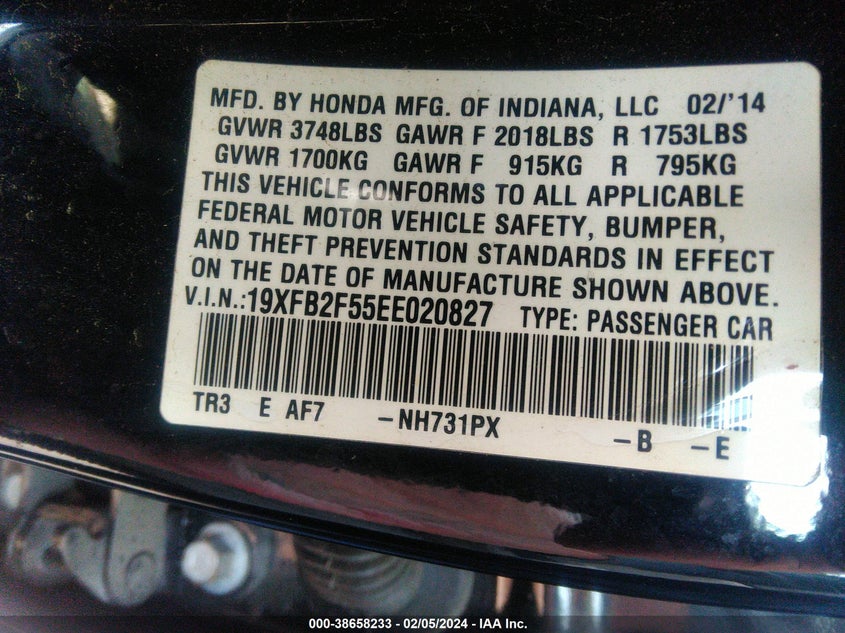 MFD. BY HONDA MFG. OF INDIANA, LLC 02/'14
GVWR 3748LBS GAWR F 2018LBS R 1753LBS
GVWR 1700KG GAWR F 915KG R 795KG
THIS VEHICLE CONFORMS TO ALL APPLICABLE
FEDERAL MOTOR VEHICLE SAFETY, BUMPER,
AND THEFT PREVENTION STANDARDS IN EFFECT
ON THE DATE OF MANUFACTURE SHOWN ABOVE.
V.I.N.:19XFB2F55EE020827 TYPE: PASSENGER CAR
TR3 E AF7 -NH731PX -B -E
000-38658233 - 02/05/2024 - IAA Inc.